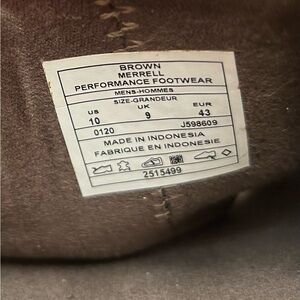 BROWN
MERRELL
PERFORMANCE FOOTWEAR
MENS-HOMMES
SIZE-GRANDEUR
US UK EUR
10 9 43
0120 J598609
MADE IN INDONESIA
FABRIQUE EN INDONESIE
2515499